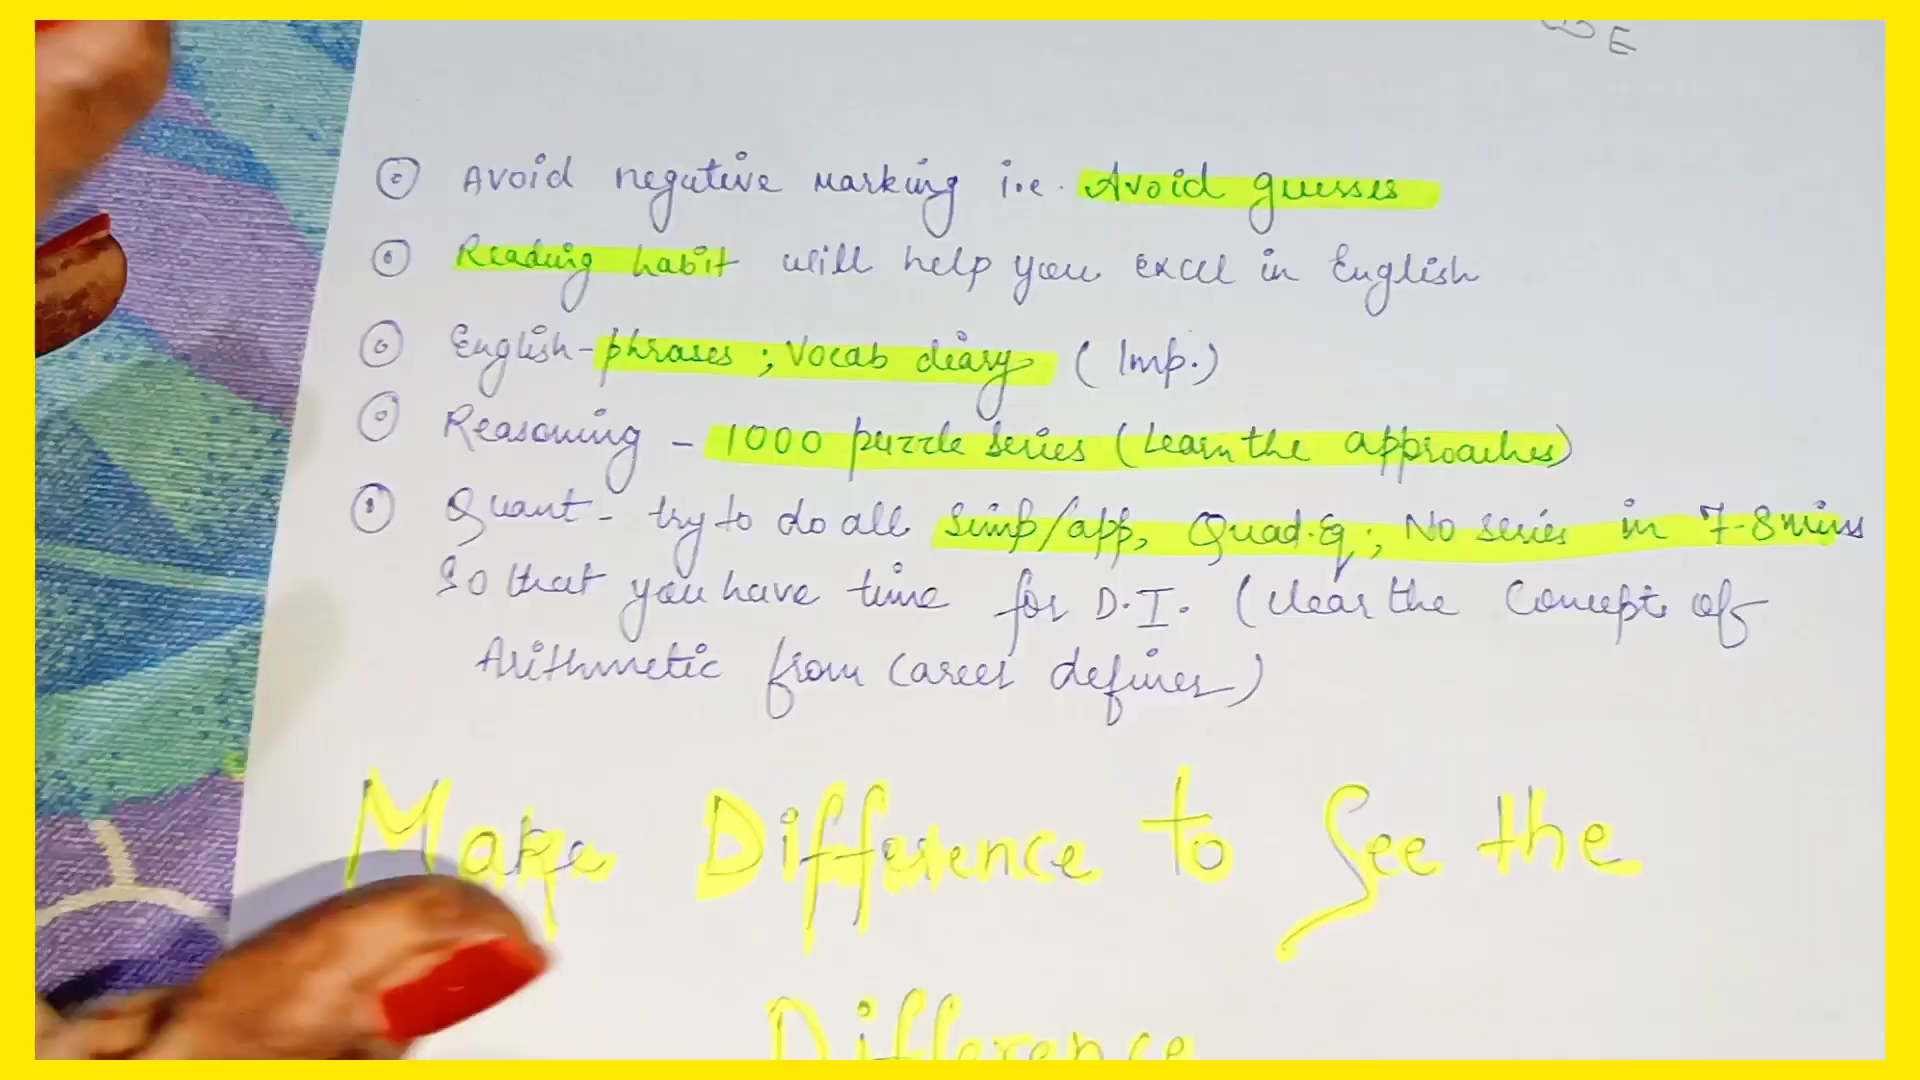 Avoid negative marking i.e. Avoid guesses
Reading habit will help you excel in English
English - phrases ; Vocab diary (Imp.)
Reasoning - 1000 puzzle series (Learn the approaches)
Quant - try to do all Simp/app, Quad. Eq ; No series in 7-8 mins
So that you have time for D.I. (clear the Concepts of
Arithmetic from Career definer)
Make Difference to See the
Difference